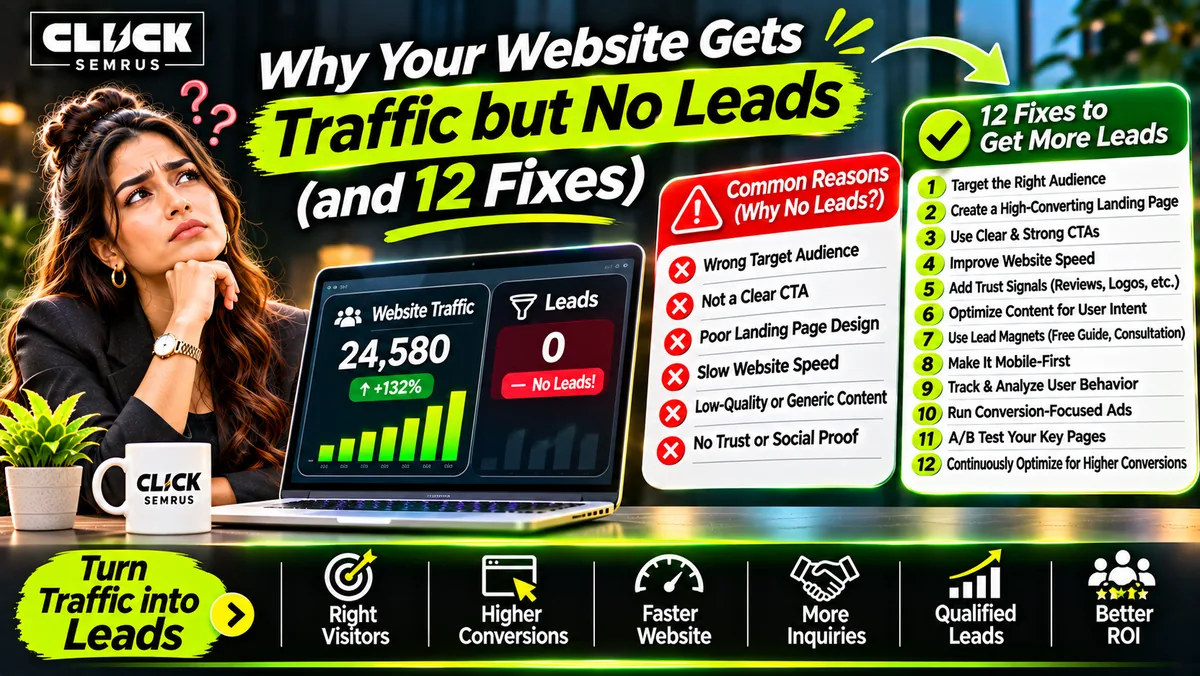 CLICK
SEMRUS
??
Why Your Website Gets
Traffic but No Leads
(and 12 Fixes)
Website Traffic
24,580
↑ +132%
Leads
0
— No Leads!
CLICK
SEMRUS
Common Reasons
(Why No Leads?)
Wrong Target Audience
Not a Clear CTA
Poor Landing Page Design
Slow Website Speed
Low-Quality or Generic Content
No Trust or Social Proof
12 Fixes to
Get More Leads
1 Target the Right Audience
2 Create a High-Converting Landing Page
3 Use Clear & Strong CTAs
4 Improve Website Speed
5 Add Trust Signals (Reviews, Logos, etc.)
6 Optimize Content for User Intent
7 Use Lead Magnets (Free Guide, Consultation)
8 Make It Mobile-First
9 Track & Analyze User Behavior
10 Run Conversion-Focused Ads
11 A/B Test Your Key Pages
12 Continuously Optimize for Higher Conversions
Turn
Traffic into
Leads
Right
Visitors
Higher
Conversions
Faster
Website
More
Inquiries
Qualified
Leads
Better
ROI